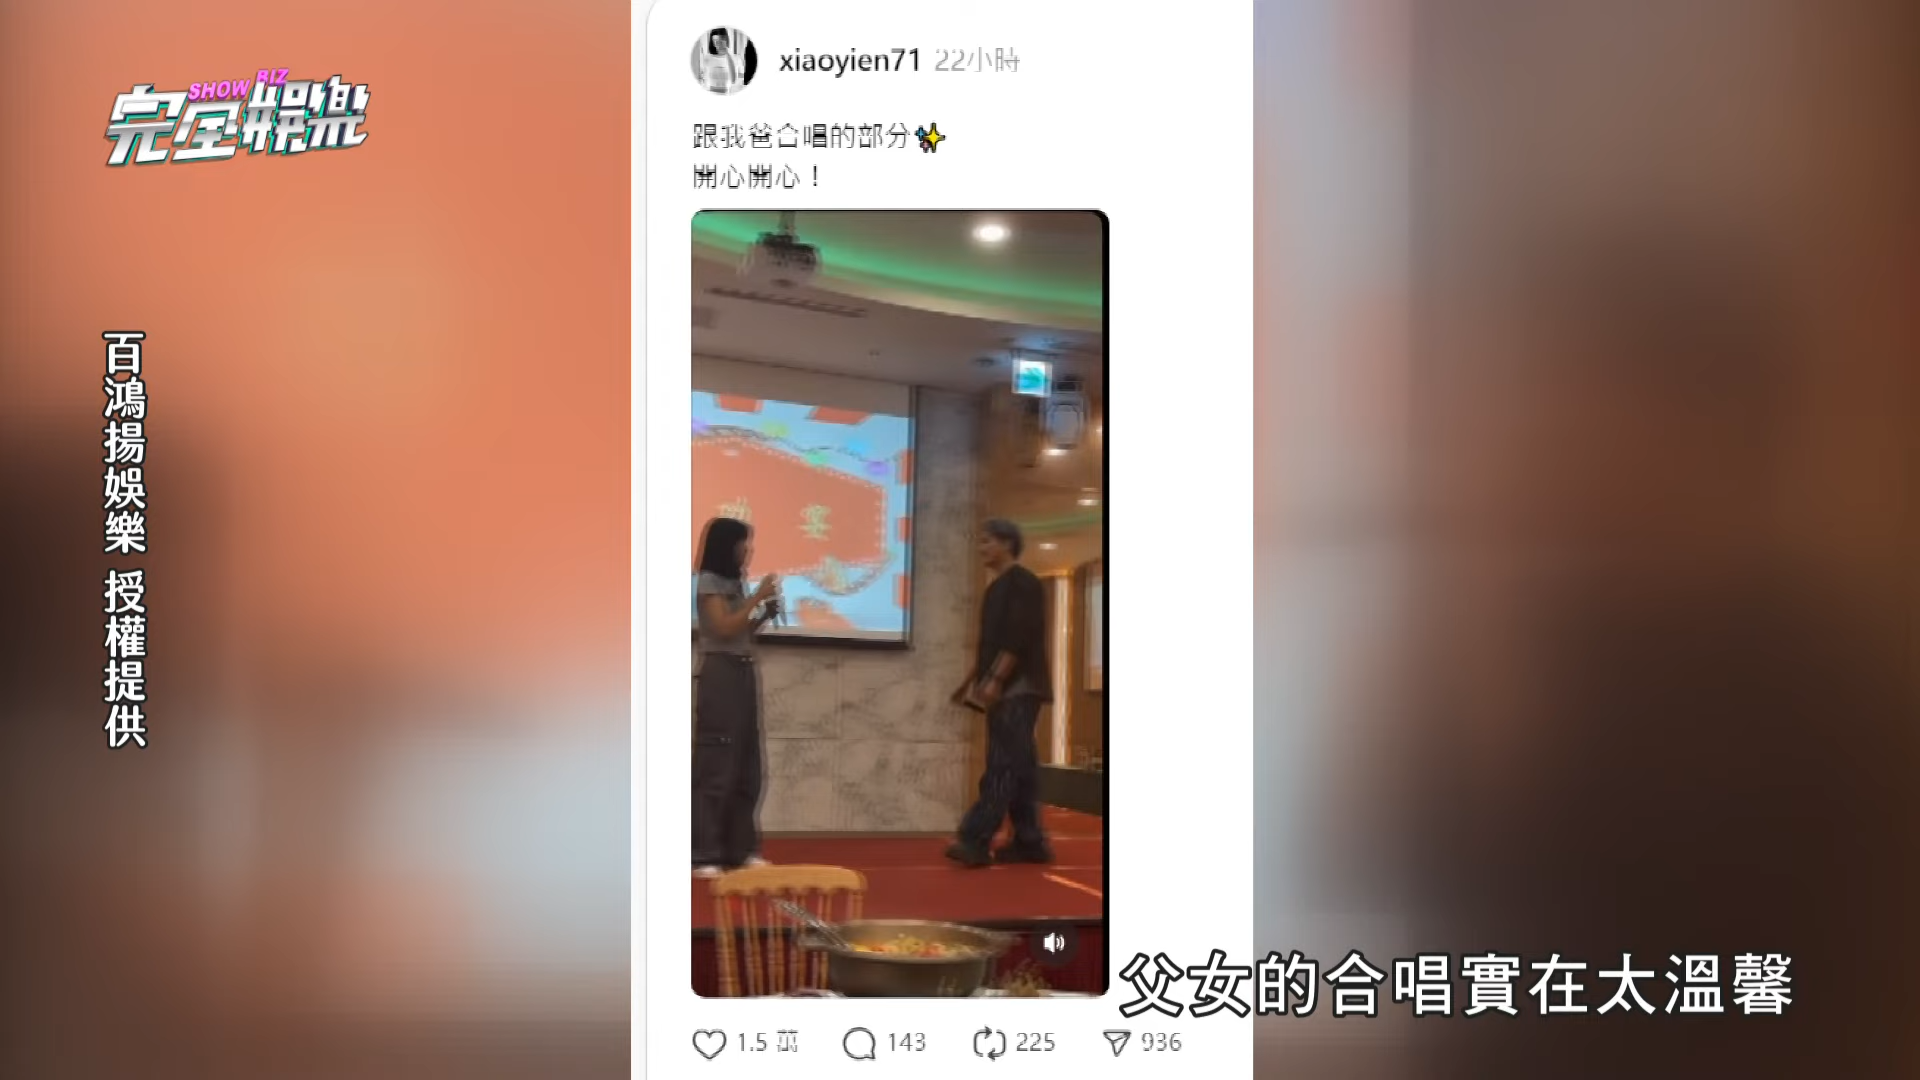 SHOW BIZ
完全娛樂
百鴻揚娛樂 授權提供
xiaoyien71 22小時
跟我爸合唱的部分✨
開心開心！
宴
父女的合唱實在太溫馨
1.5 萬 143 225 936